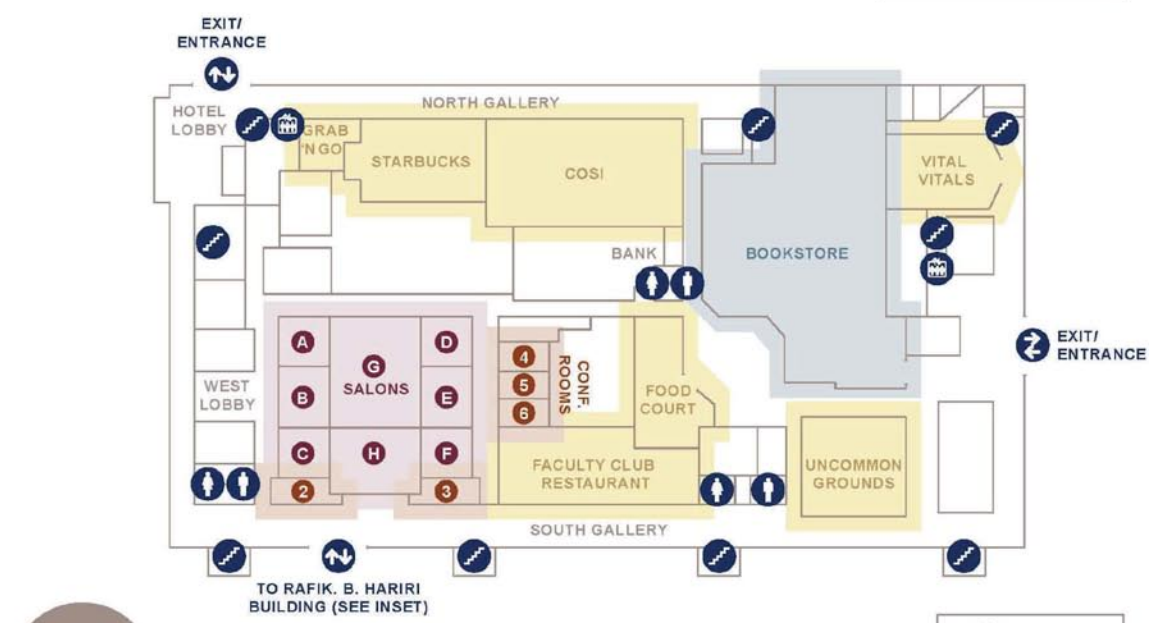 EXIT/
ENTRANCE
HOTEL
LOBBY
NORTH GALLERY
GRAB
'N GO
STARBUCKS
COSI
VITAL
VITALS
BANK
BOOKSTORE
EXIT/
ENTRANCE
A
D
G
SALONS
B
E
C
H
F
2
3
4
5
6
CONF.
ROOMS
WEST
LOBBY
FOOD
COURT
FACULTY CLUB
RESTAURANT
UNCOMMON
GROUNDS
SOUTH GALLERY
TO RAFIK. B. HARIRI
BUILDING (SEE INSET)